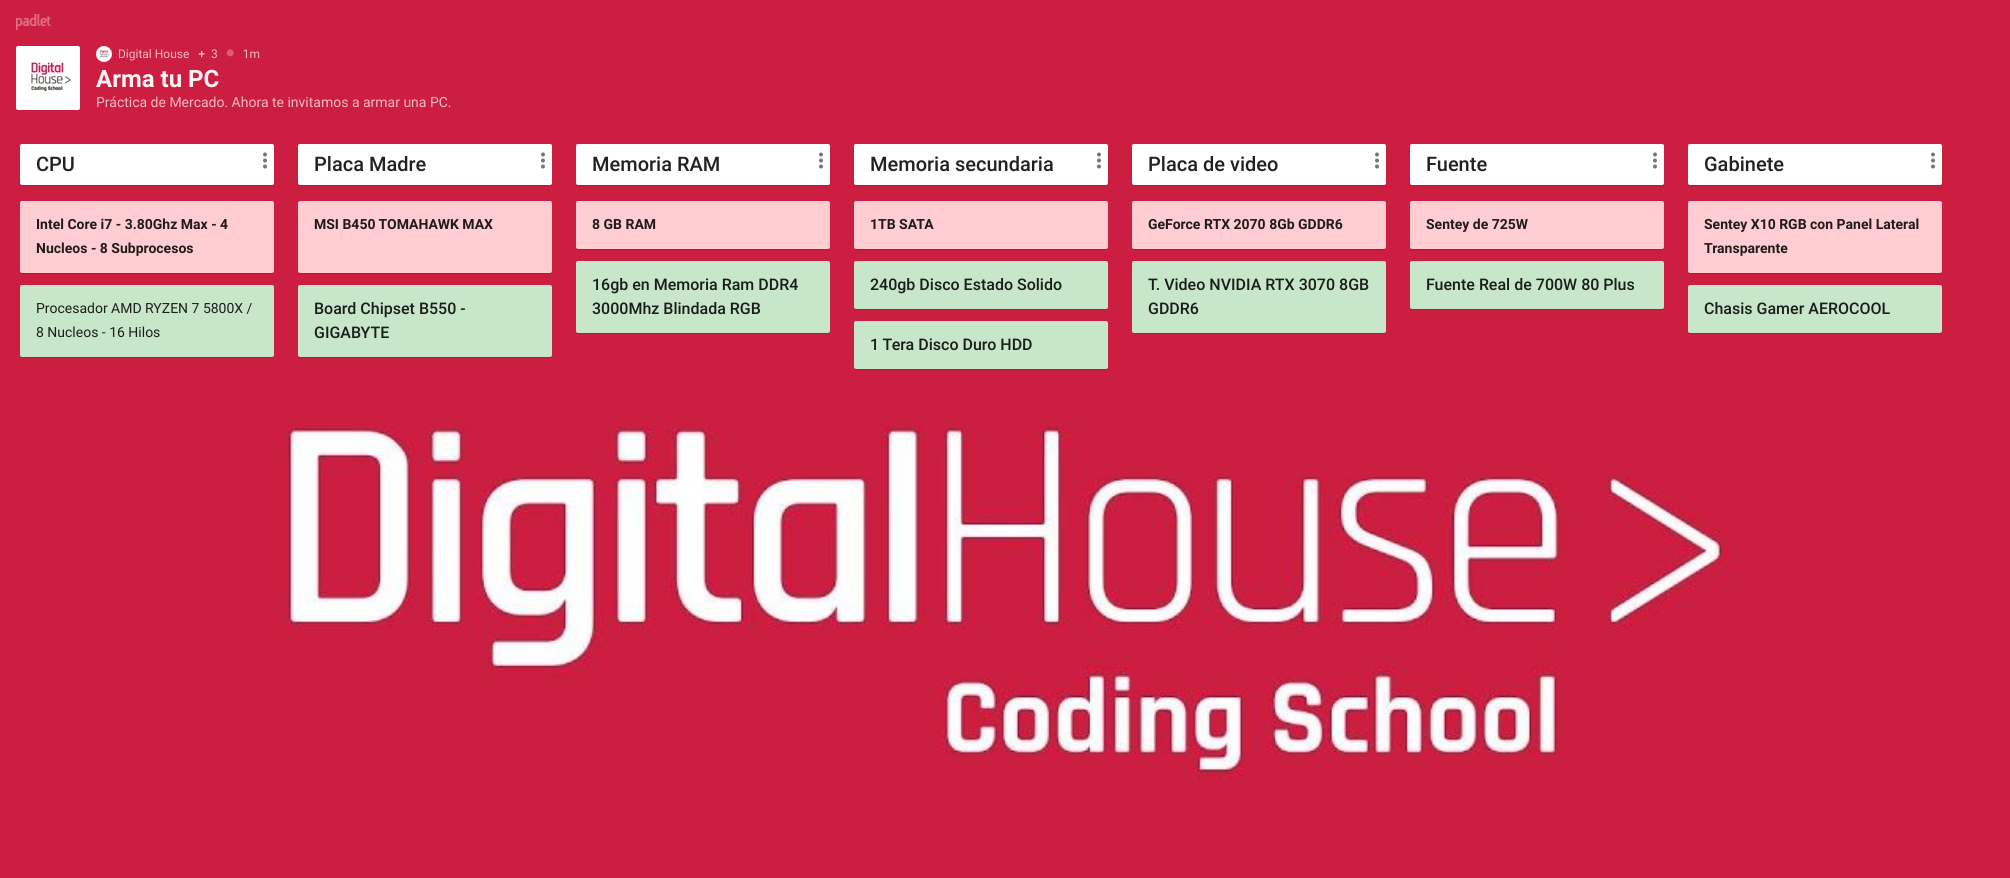 padlet
Digital House + 3 1m
Arma tu PC
Práctica de Mercado. Ahora te invitamos a armar una PC.
Digital
House>
Coding School
CPU
Intel Core i7 - 3.80Ghz Max - 4
Nucleos - 8 Subprocesos
Procesador AMD RYZEN 7 5800X /
8 Nucleos - 16 Hilos
Placa Madre
MSI B450 TOMAHAWK MAX
Board Chipset B550 -
GIGABYTE
Memoria RAM
8 GB RAM
16gb en Memoria Ram DDR4
3000Mhz Blindada RGB
Memoria secundaria
1TB SATA
240gb Disco Estado Solido
1 Tera Disco Duro HDD
Placa de video
GeForce RTX 2070 8Gb GDDR6
T. Video NVIDIA RTX 3070 8GB
GDDR6
Fuente
Sentey de 725W
Fuente Real de 700W 80 Plus
Gabinete
Sentey X10 RGB con Panel Lateral
Transparente
Chasis Gamer AEROCOOL
DigitalHouse >
Coding School